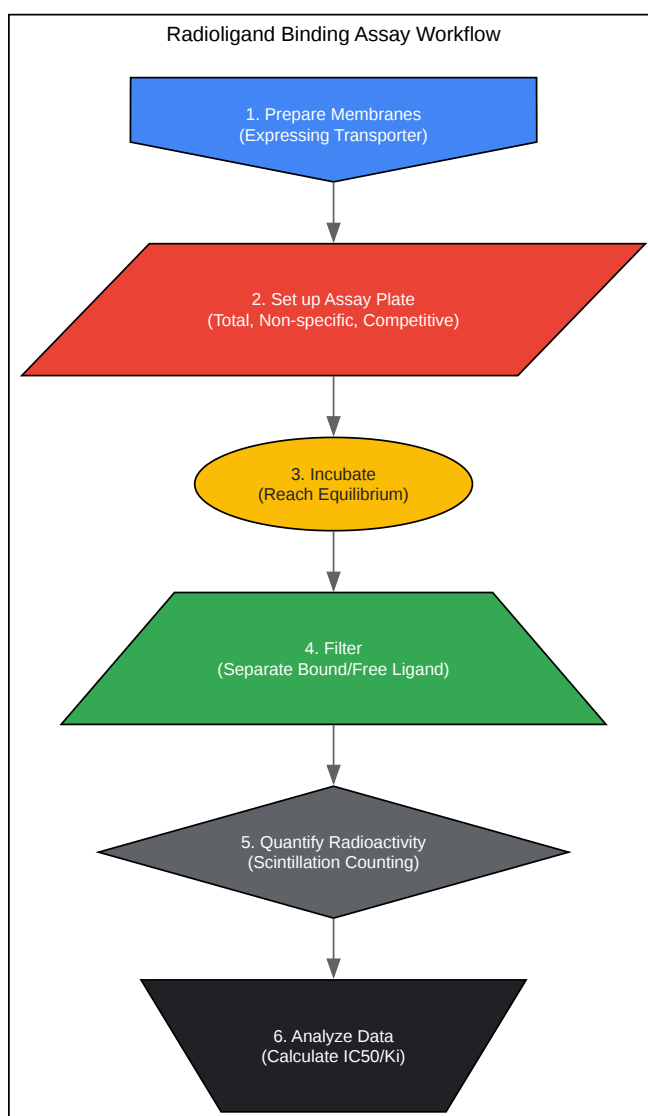 Radioligand Binding Assay Workflow
1. Prepare Membranes
(Expressing Transporter)
2. Set up Assay Plate
(Total, Non-specific, Competitive)
3. Incubate
(Reach Equilibrium)
4. Filter
(Separate Bound/Free Ligand)
5. Quantify Radioactivity
(Scintillation Counting)
6. Analyze Data
(Calculate IC50/Ki)